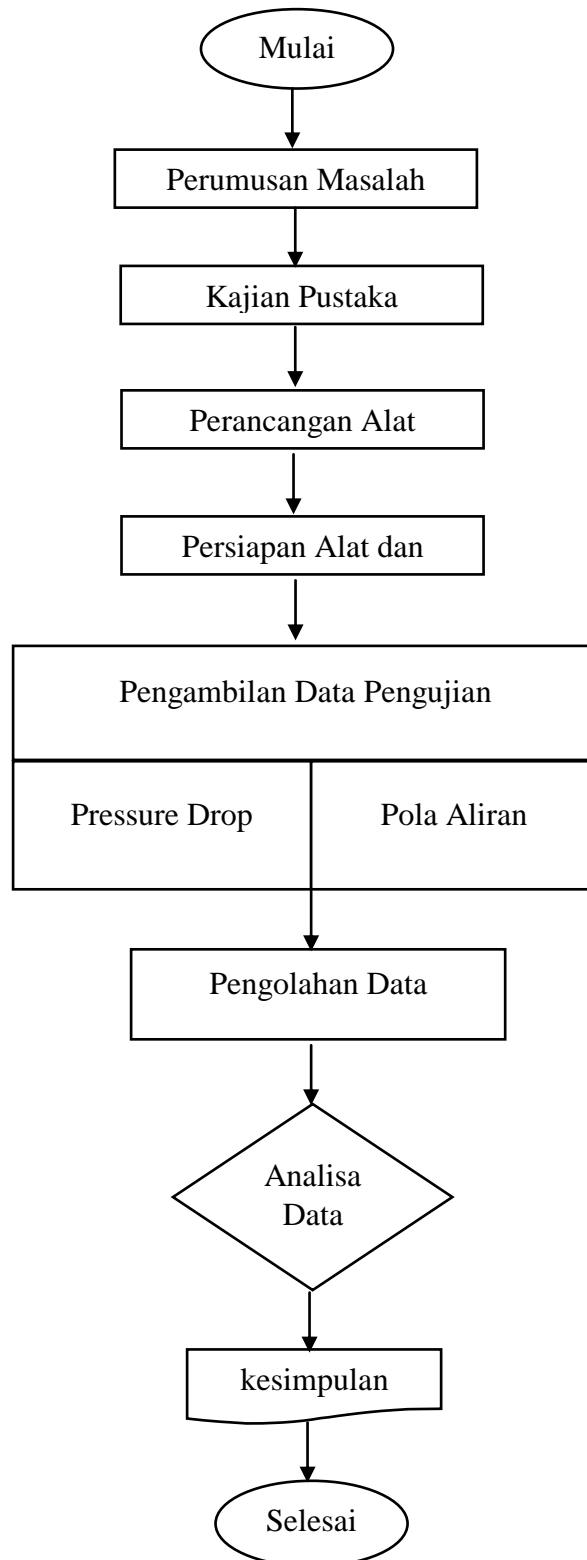 Mulai
Perumusan Masalah
Kajian Pustaka
Perancangan Alat
Persiapan Alat dan
Pengambilan Data Pengujian
Pressure Drop
Pola Aliran
Pengolahan Data
Analisa
Data
kesimpulan
Selesai